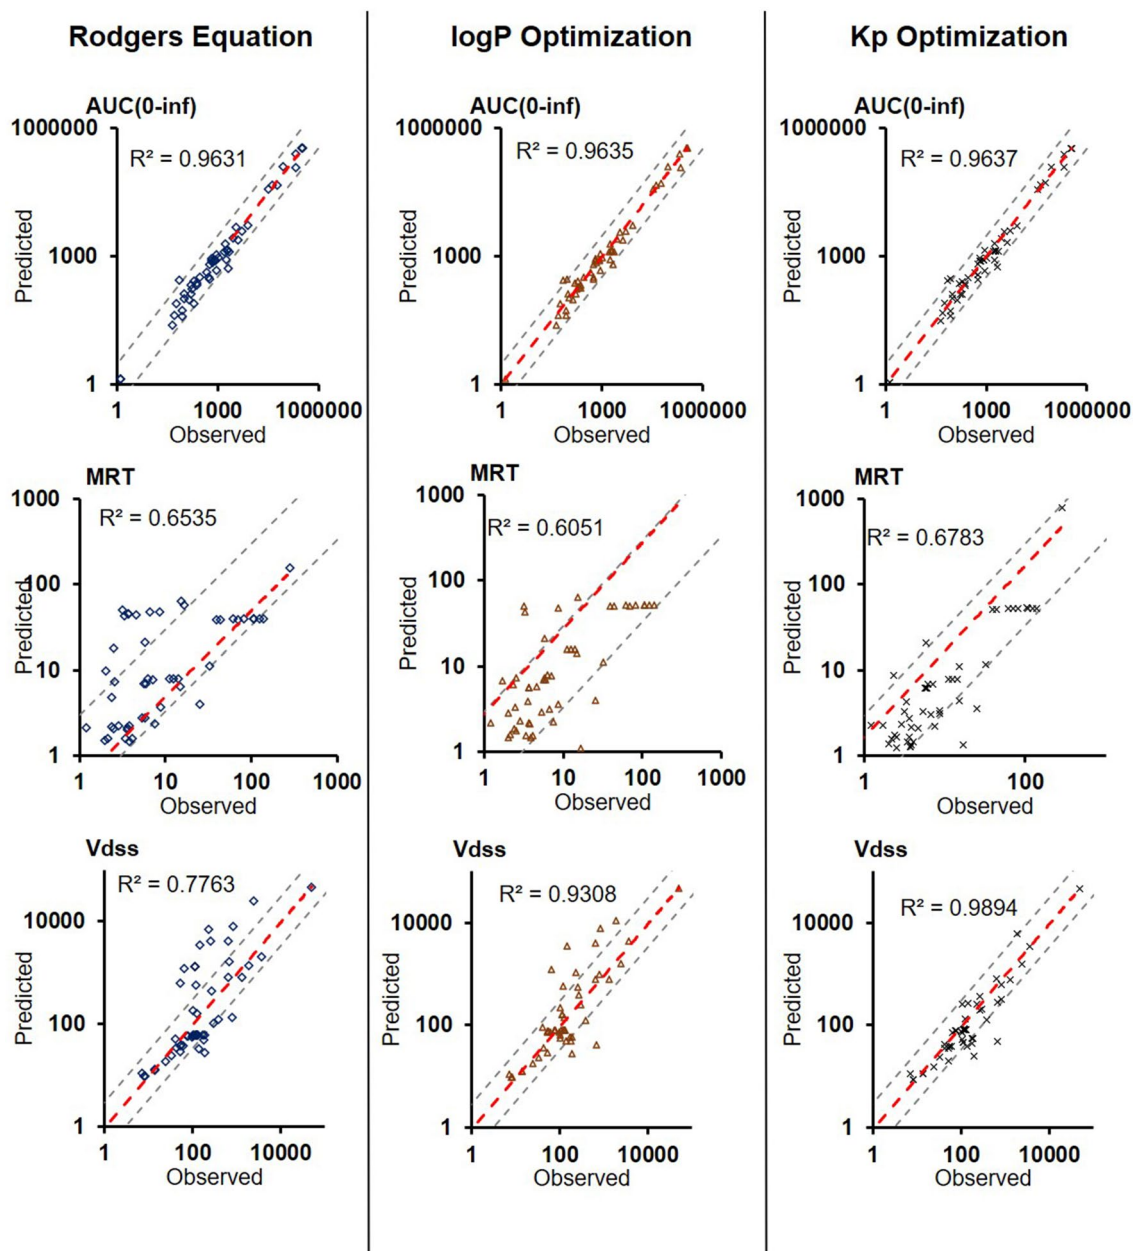 Rodgers Equation
logP Optimization
Kp Optimization
AUC(0-inf)
1000000
R² = 0.9631
Predicted
1000
1
1 1000 1000000
Observed
AUC(0-inf)
1000000
R² = 0.9635
Predicted
1000
1
1 1000 1000000
Observed
AUC(0-inf)
1000000
R² = 0.9637
Predicted
1000
1
1 1000 1000000
Observed
MRT
1000
R² = 0.6535
Predicted
100
10
1
1 10 100 1000
Observed
MRT
1000
R² = 0.6051
Predicted
100
10
1
1 10 100 1000
Observed
MRT
1000
R² = 0.6783
Predicted
100
10
1
1 100
Observed
Vdss
R² = 0.7763
10000
Predicted
100
1
1 100 10000
Observed
Vdss
R² = 0.9308
10000
Predicted
100
1
1 100 10000
Observed
Vdss
R² = 0.9894
10000
Predicted
100
1
1 100 10000
Observed